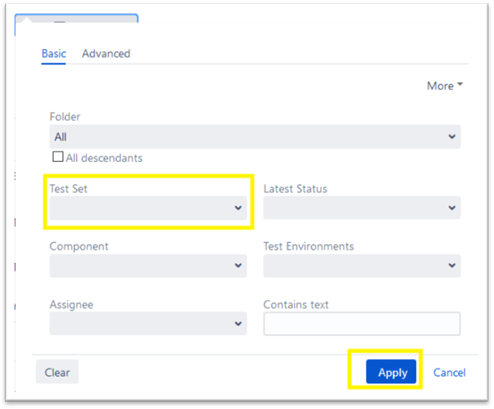 Basic Advanced
More
Folder
All
All descendants
Test Set Latest Status
Component Test Environments
Assignee Contains text
Clear Apply Cancel